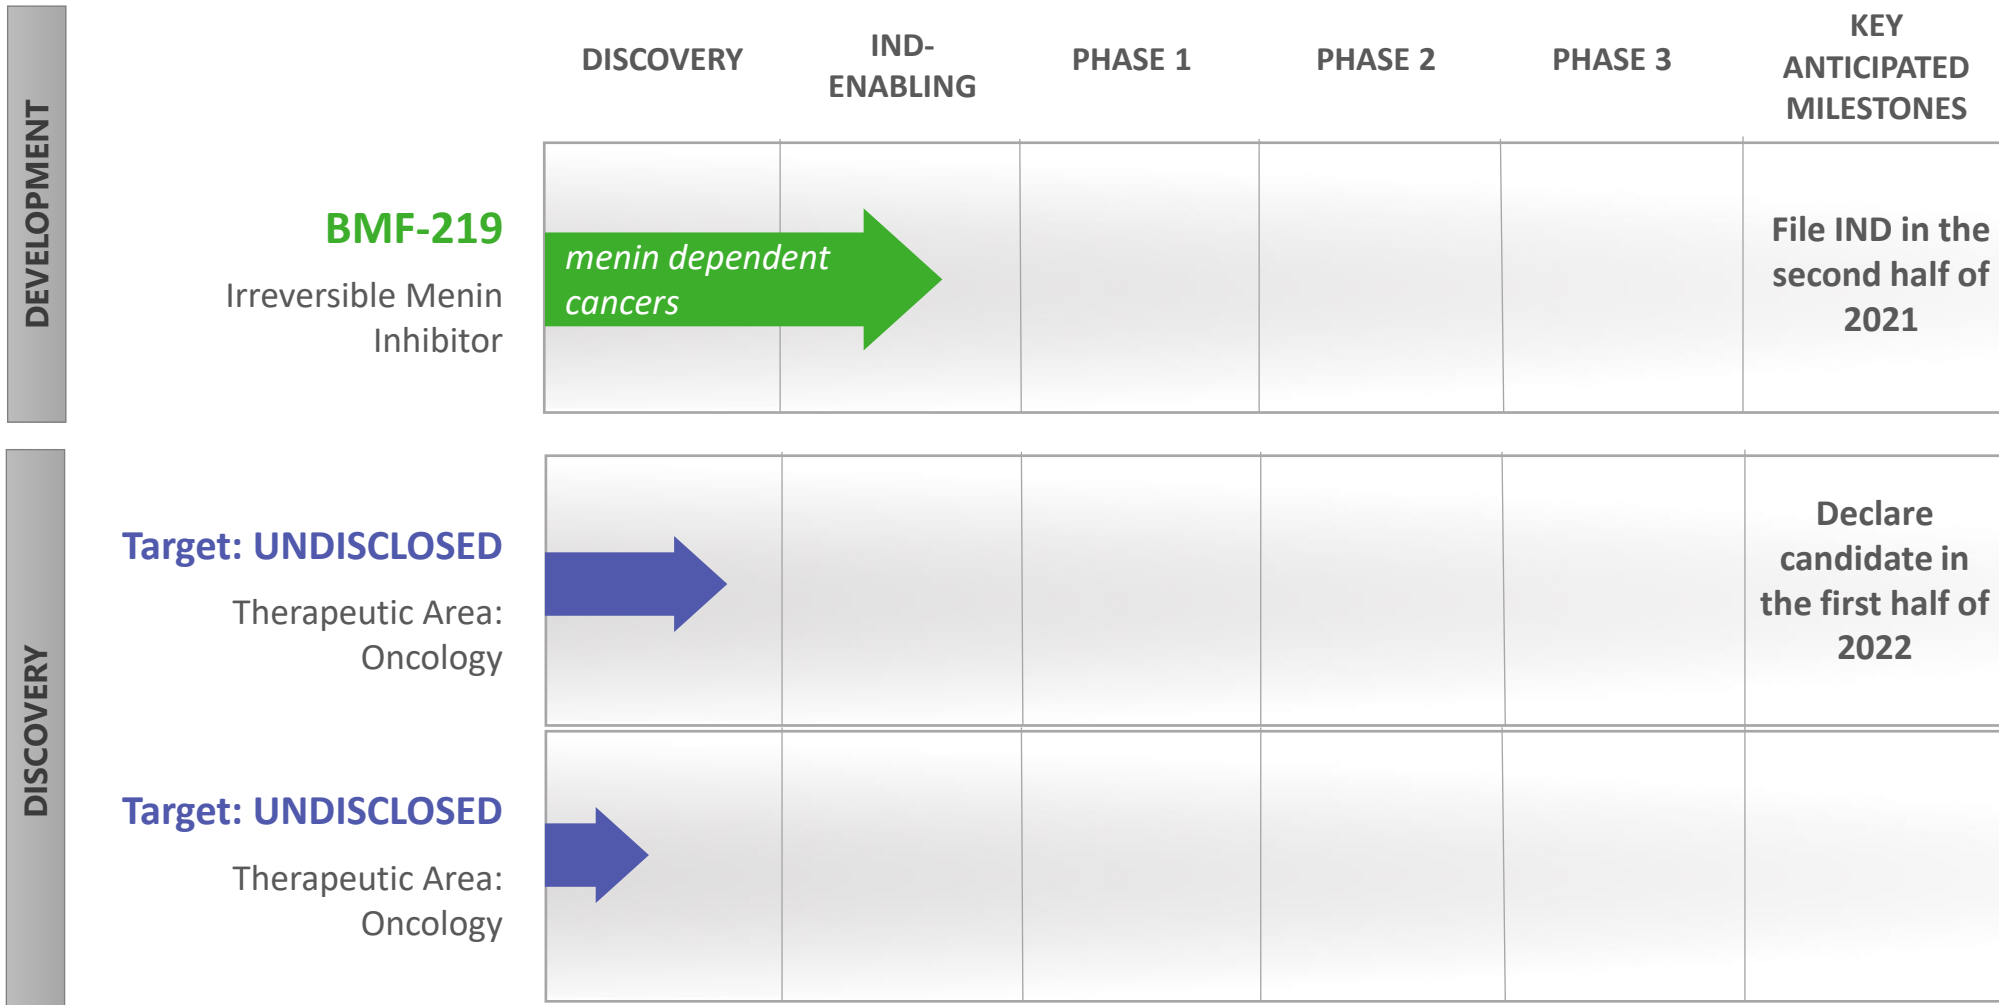 DISCOVERY
IND-
ENABLING
PHASE 1
PHASE 2
PHASE 3
KEY
ANTICIPATED
MILESTONES
DEVELOPMENT
BMF-219
Irreversible Menin
Inhibitor
menin dependent
cancers
File IND in the
second half of
2021
DISCOVERY
Target: UNDISCLOSED
Therapeutic Area:
Oncology
Declare
candidate in
the first half of
2022
Target: UNDISCLOSED
Therapeutic Area:
Oncology